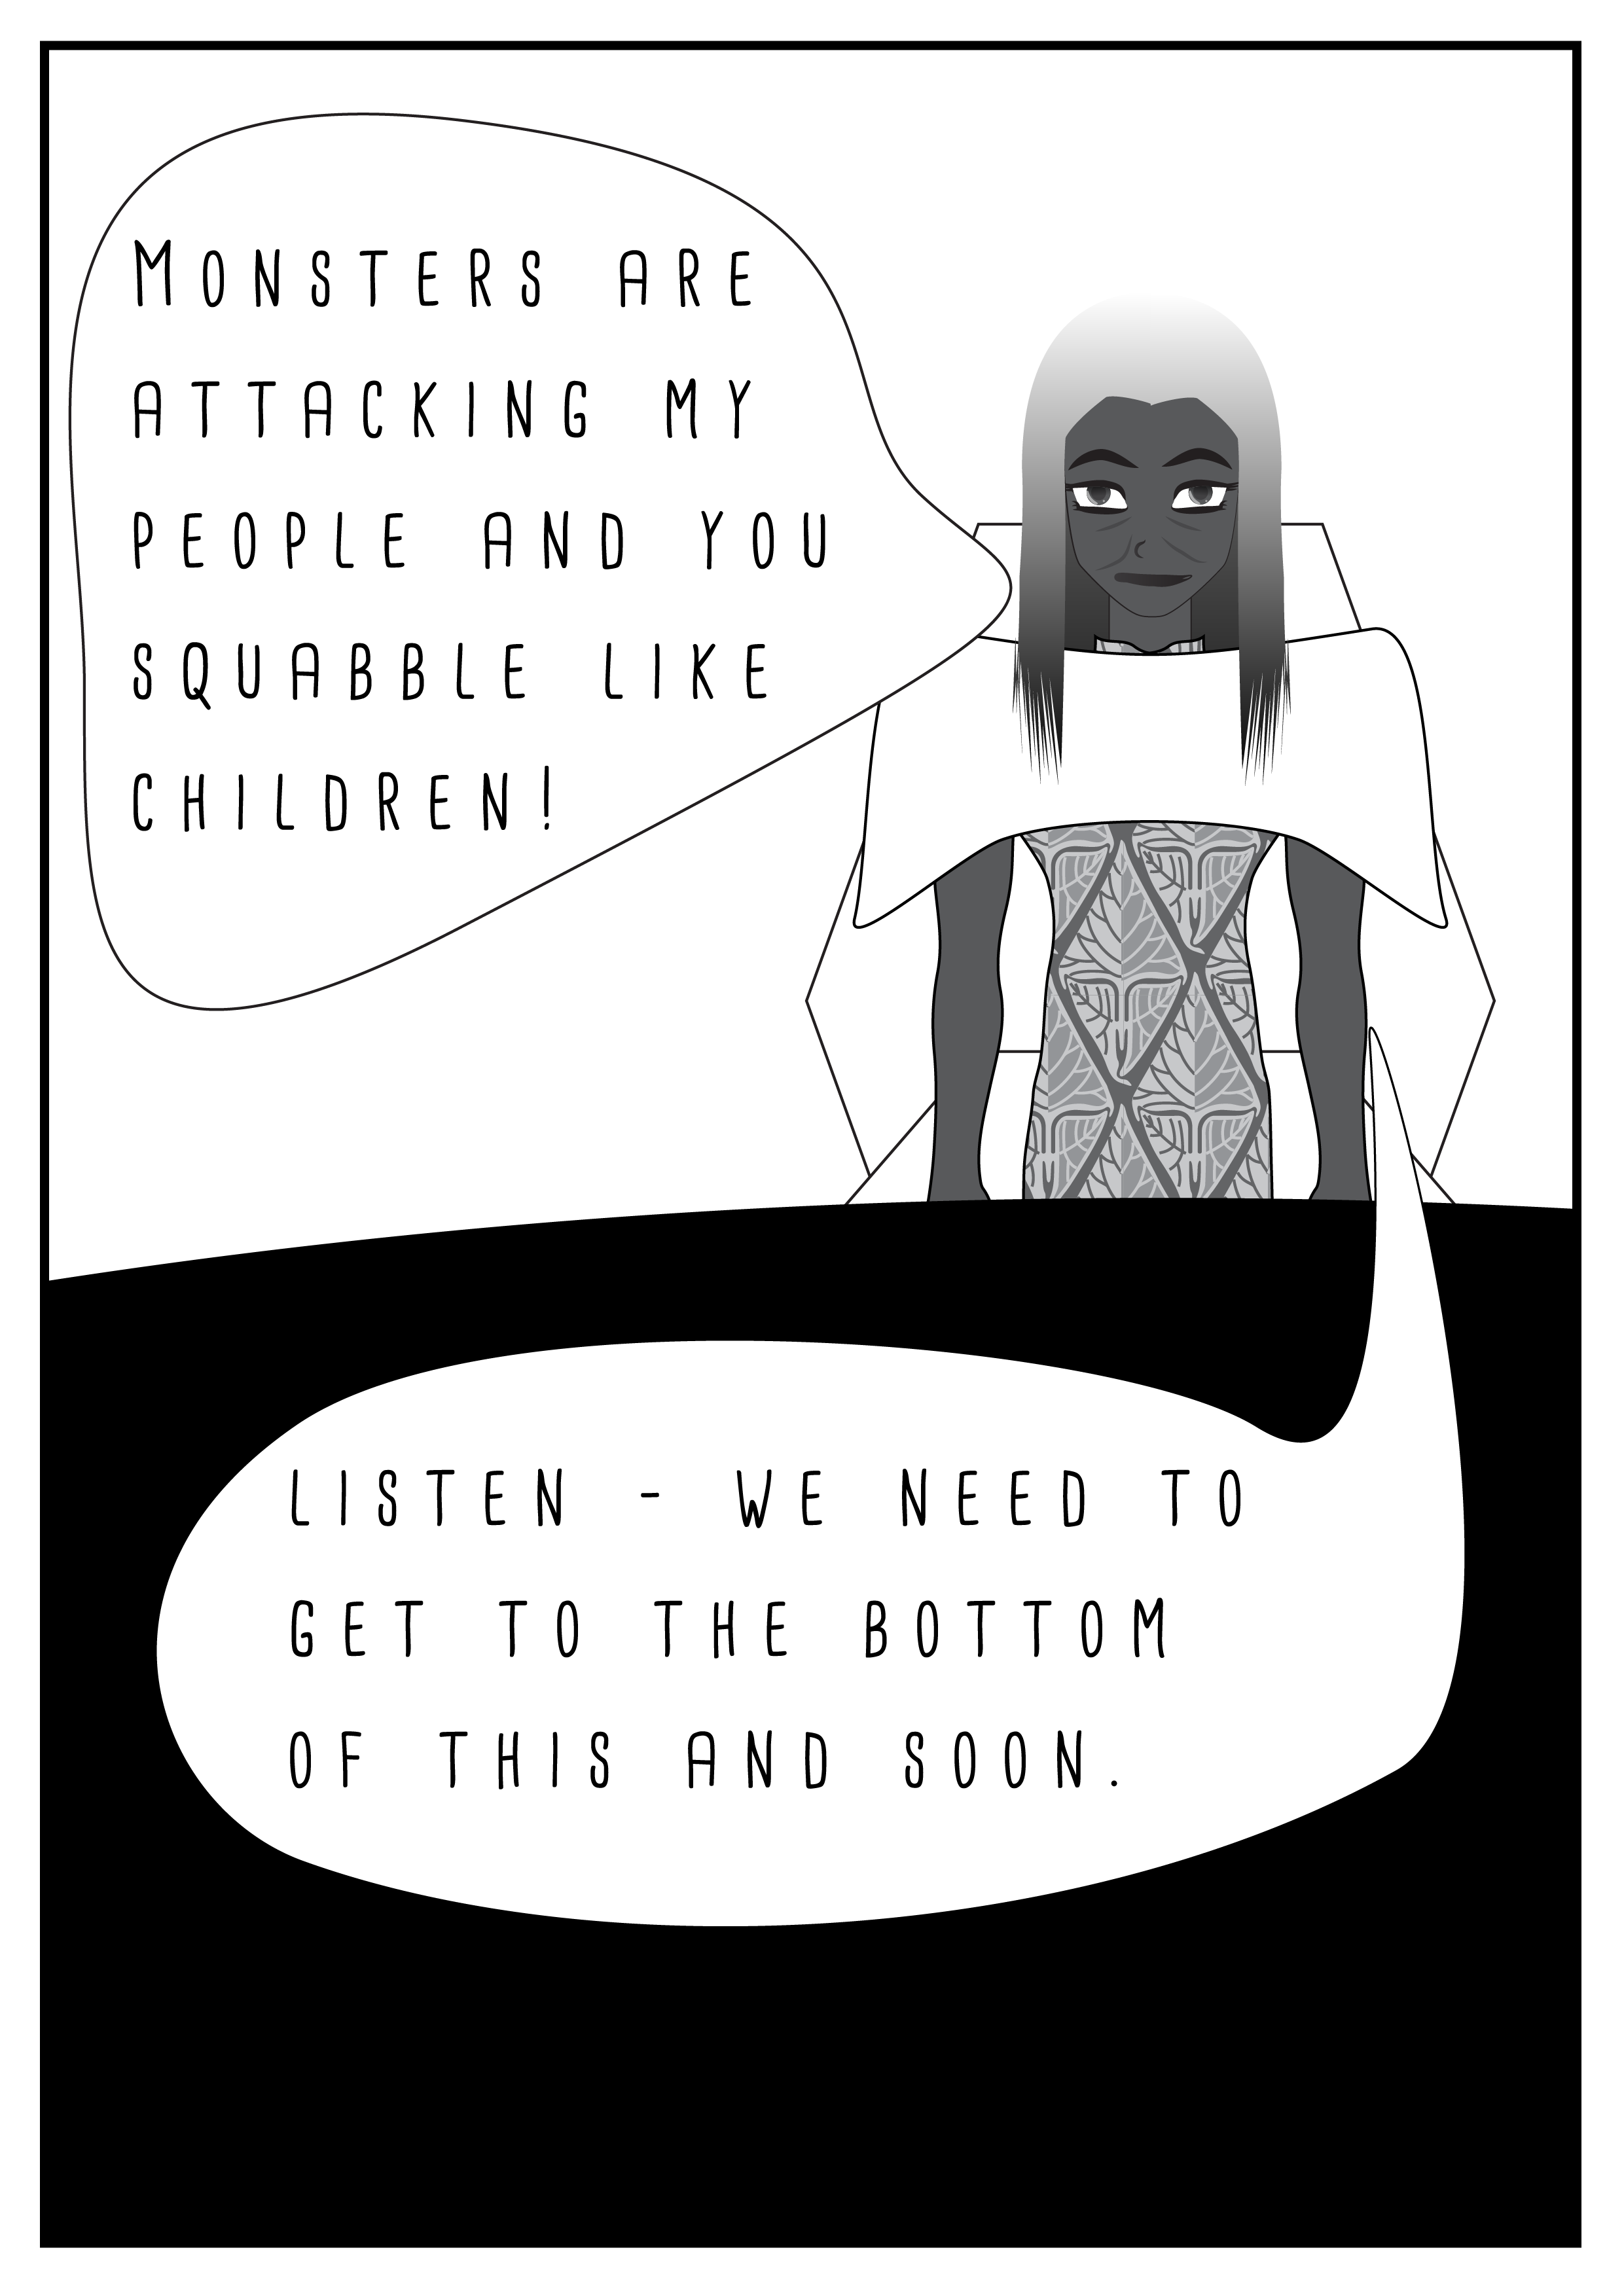 Monsters are
attacking my
people and you
squabble like
children!
listen - we need to
get to the bottom
of this and soon.